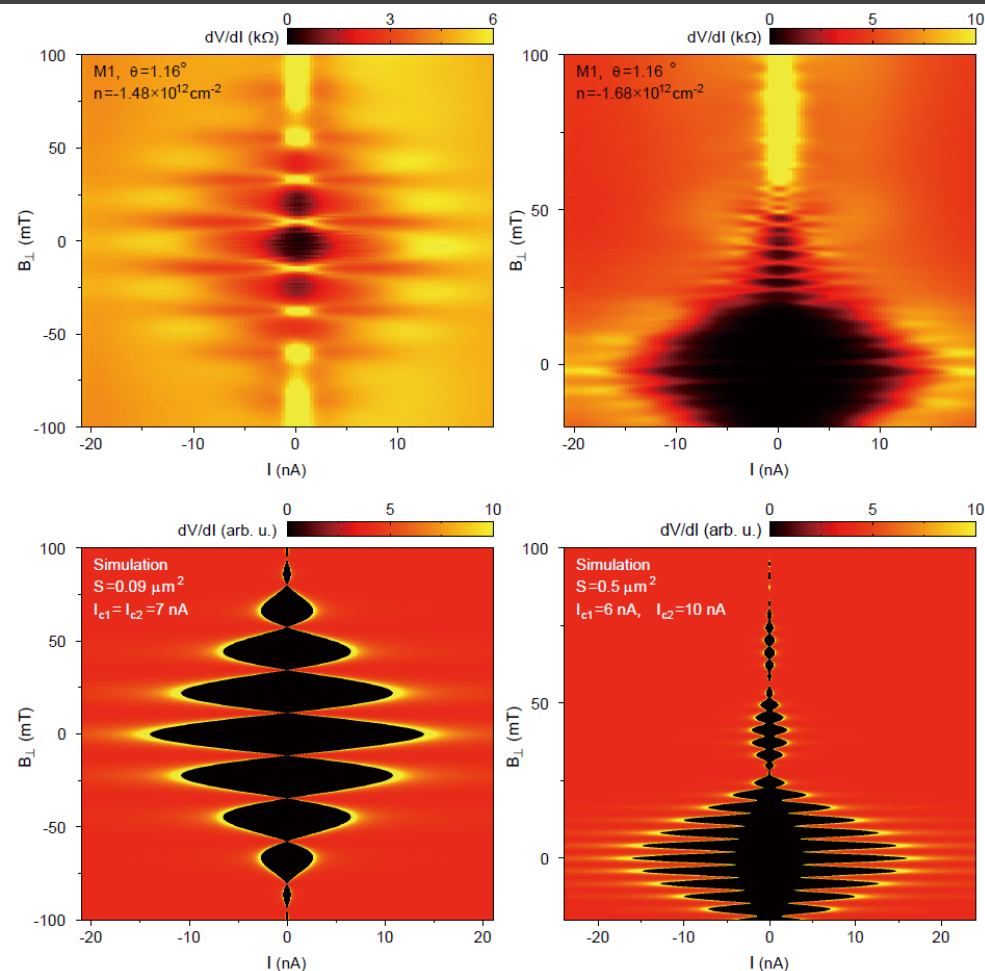 dV/dI (kΩ) 0 3 6
M1, θ=1.16°
n=-1.48×10¹²cm⁻²
100
50
0
-50
-100
B⊥ (mT)
-20 -10 0 10
I (nA)
dV/dI (kΩ) 0 5 10
M1, θ=1.16 °
n=-1.68×10¹²cm⁻²
100
50
0
B⊥ (mT)
-20 -10 0 10
I (nA)
dV/dI (arb. u.) 0 5 10
Simulation
S=0.09 μm²
Ic1= Ic2 =7 nA
100
50
0
-50
-100
B⊥ (mT)
-20 -10 0 10 20
I (nA)
dV/dI (arb. u.) 0 5 10
Simulation
S=0.5 μm²
Ic1=6 nA, Ic2=10 nA
100
50
0
B⊥ (mT)
-20 -10 0 10 20
I (nA)